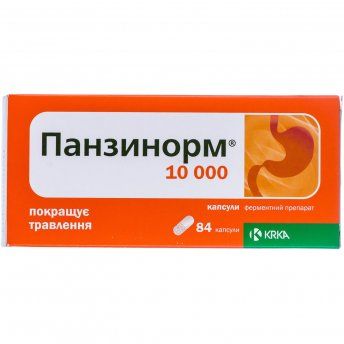 Панзинорм®
10 000
покращує
травлення
капсули ферментний препарат
84 капсули
KRKA